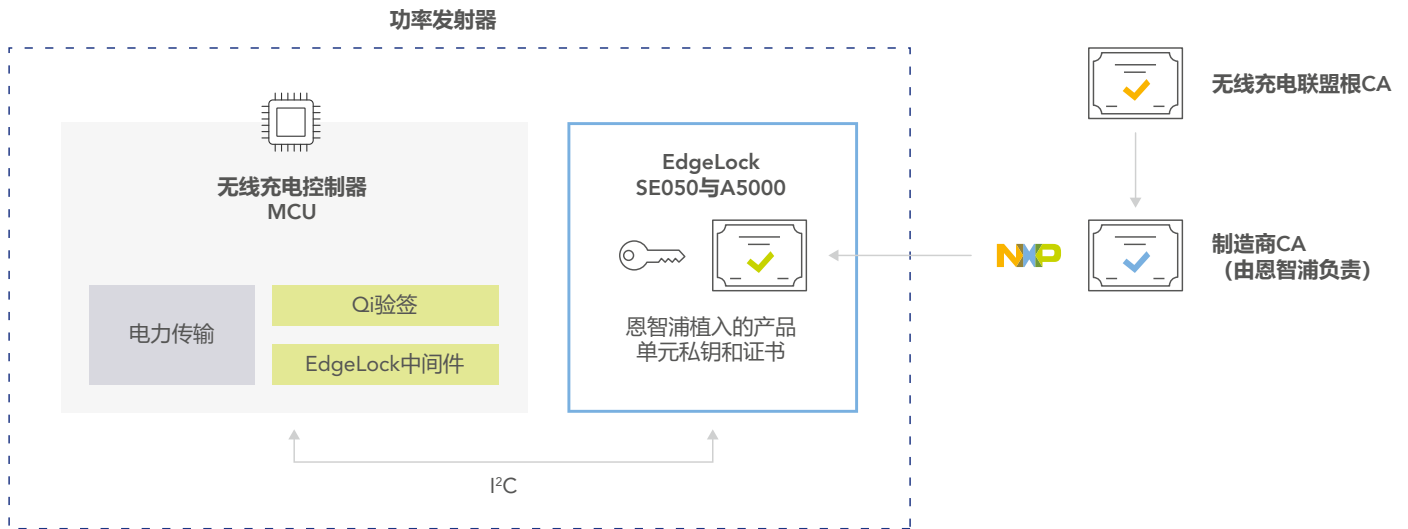 功率发射器
无线充电控制器
MCU
电力传输
Qi验签
EdgeLock中间件
EdgeLock
SE050与A5000
恩智浦植入的产品
单元私钥和证书
I²C
无线充电联盟根CA
NXP
制造商CA
（由恩智浦负责）